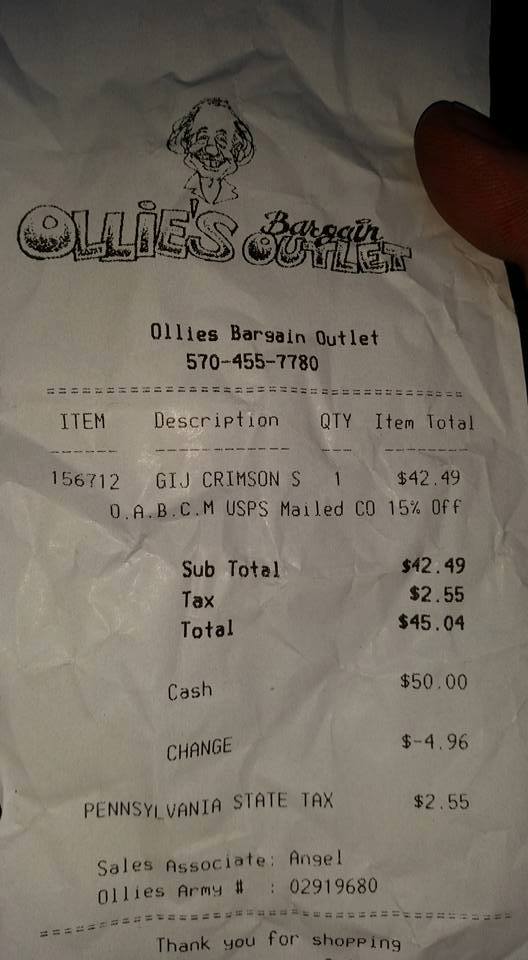 OLLIE'S Bargain OUTLET
Ollies Bargain Outlet
570-455-7780
==========================================
ITEM Description QTY Item Total
------ ------------ --- --------
156712 GIJ CRIMSON S 1 $42.49
O.A.B.C.M USPS Mailed CO 15% Off
Sub Total $42.49
Tax $2.55
Total $45.04
Cash $50.00
CHANGE $-4.96
PENNSYLVANIA STATE TAX $2.55
Sales Associate: Angel
Ollies Army # : 02919680
==========================================
Thank you for shopping